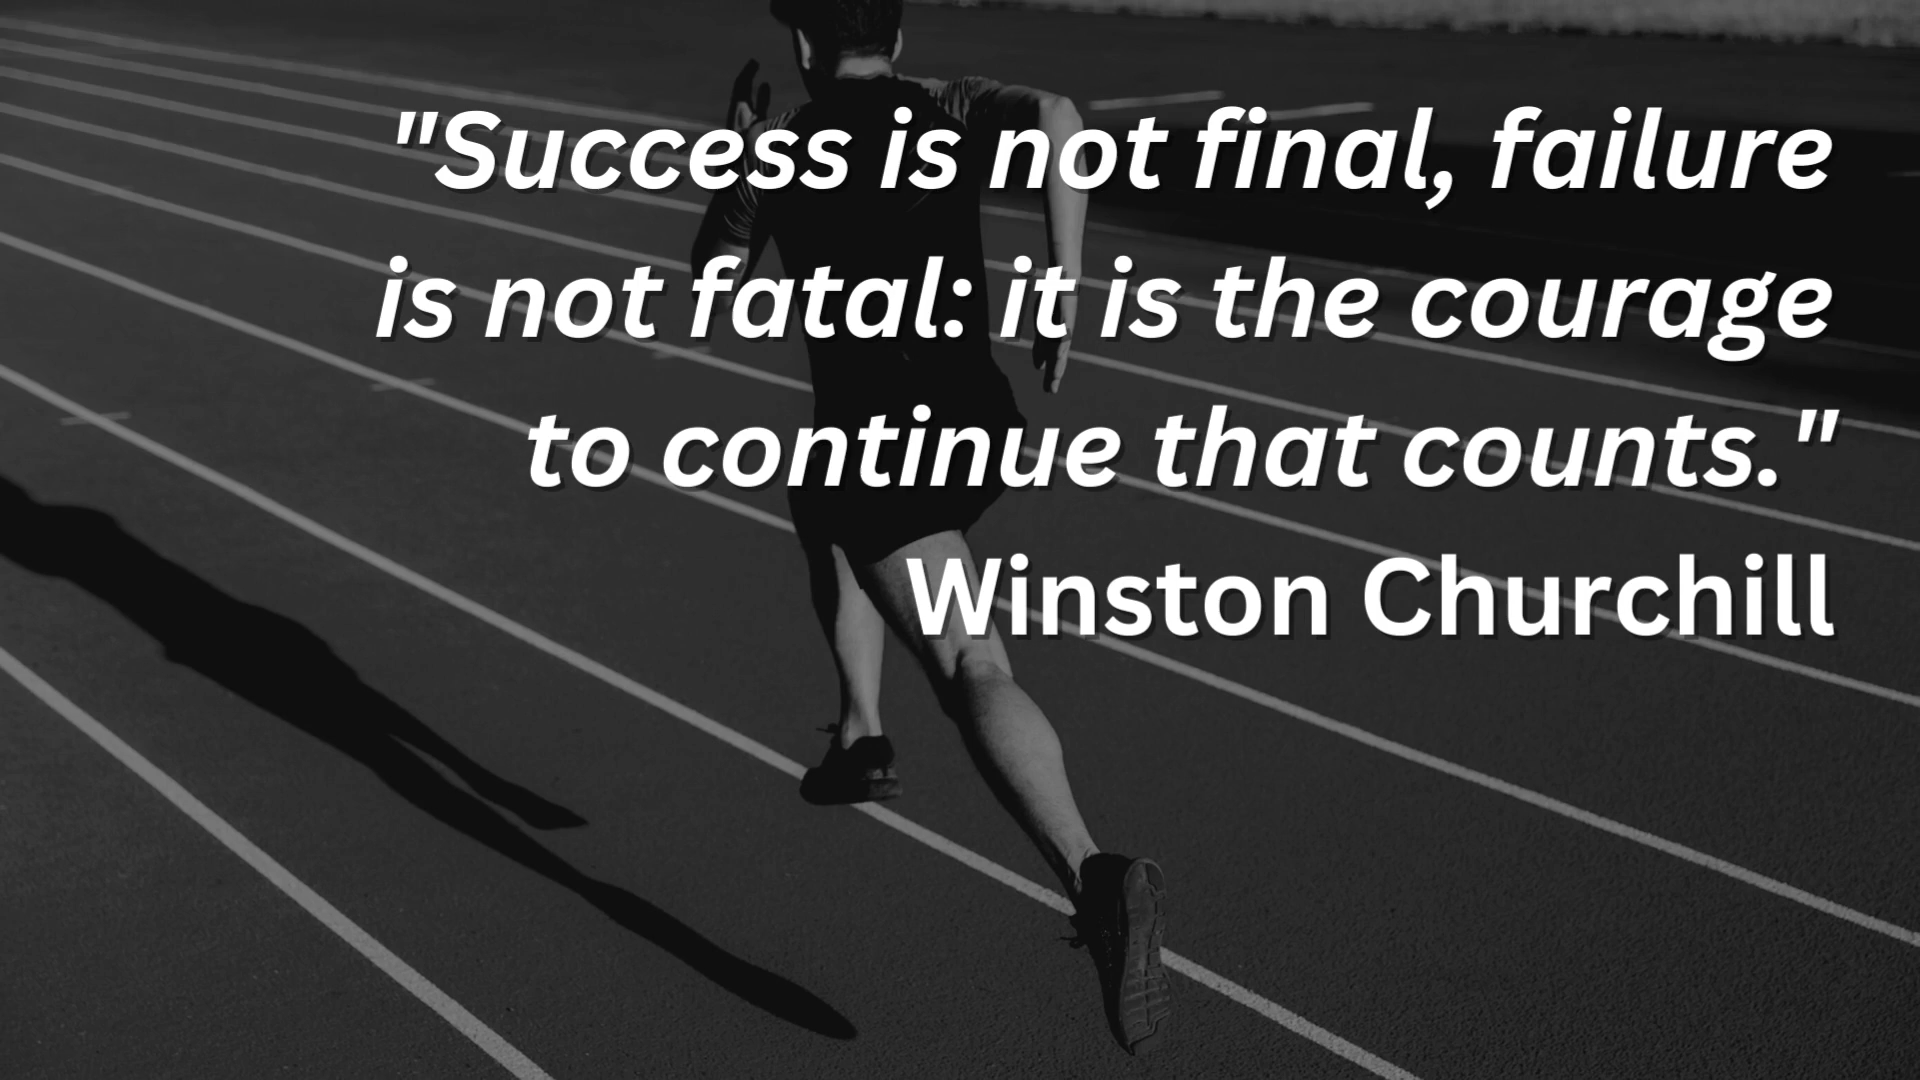 "Success is not final, failure
is not fatal: it is the courage
to continue that counts."
Winston Churchill